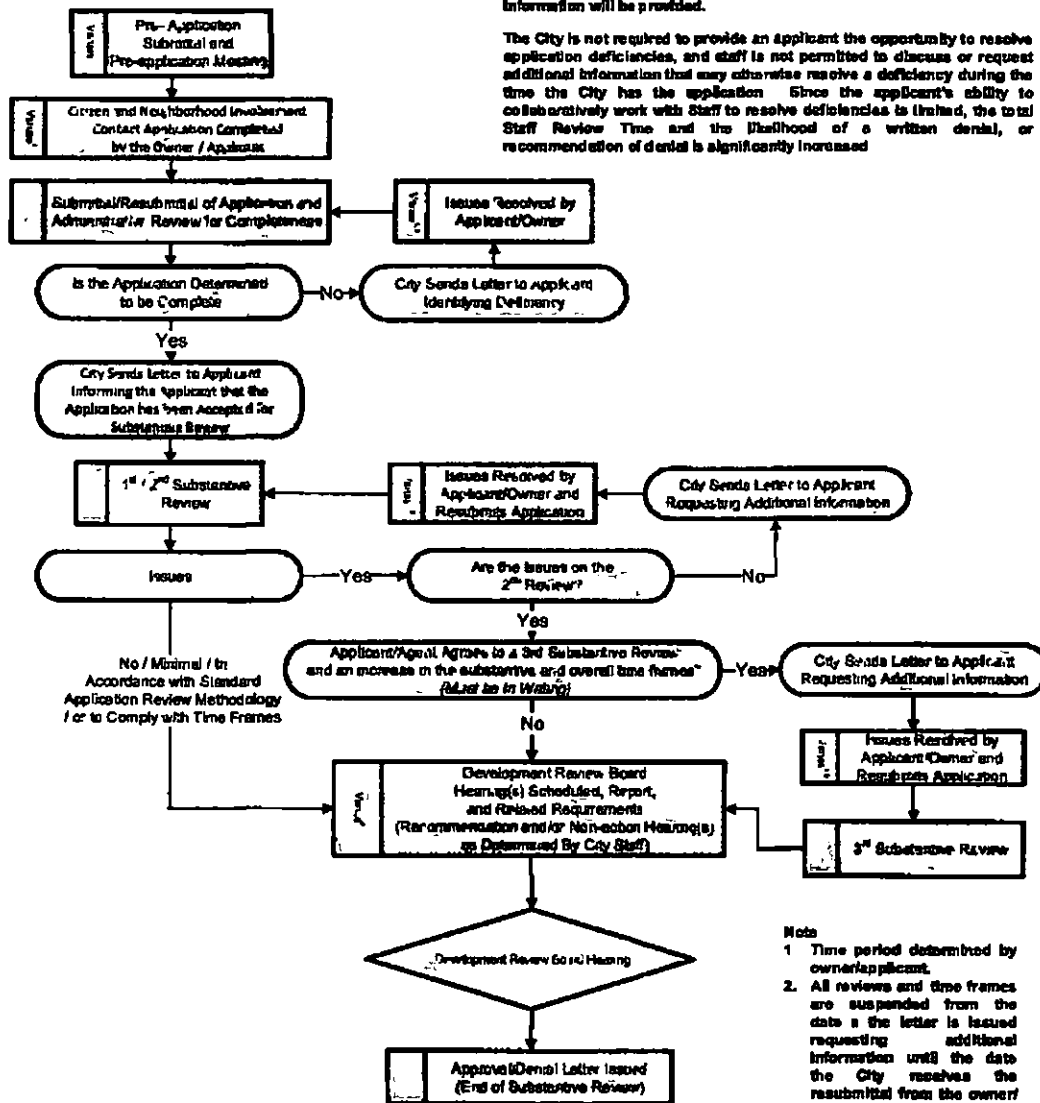 information will be provided.
The City is not required to provide an applicant the opportunity to resolve
application deficiencies, and staff is not permitted to discuss or request
additional information that may otherwise resolve a deficiency during the
time the City has the application Since the applicant's ability to
collaboratively work with Staff to resolve deficiencies is limited, the total
Staff Review Time and the likelihood of a written denial, or
recommendation of denial is significantly increased
Pre-Application
Submittal and
Pre-application Meeting
Citizen and Neighborhood Involvement
Contact Application Completed
by the Owner / Applicant
Submittal/Resubmittal of Application and
Administrative Review for Completeness
Issues Resolved by
Applicant/Owner
Is the Application Determined
to be Complete
No
City Sends Letter to Applicant
Identifying Deficiency
Yes
City Sends Letter to Applicant
Informing the Applicant that the
Application has been Accepted for
Substantive Review
1st / 2nd Substantive
Review
Issues Resolved by
Applicant/Owner and
Resubmits Application
City Sends Letter to Applicant
Requesting Additional Information
Issues
Yes
Are the Issues on the
2nd Review?
No
Yes
No / Minimal / In
Accordance with Standard
Application Review Methodology
/ or to Comply with Time Frames
Applicant/Agent Agrees to a 3rd Substantive Review
and an increase in the substantive and overall time frames
(Must be in Writing)
Yes
City Sends Letter to Applicant
Requesting Additional Information
No
Issues Resolved by
Applicant/Owner and
Resubmits Application
Development Review Board
Hearing(s) Scheduled, Report,
and Related Requirements
(Recommendation and/or Non-action Hearing(s)
as Determined By City Staff)
3rd Substantive Review
Development Review Board Hearing
Approval/Denial Letter Issued
(End of Substantive Review)
Note
1 Time period determined by
owner/applicant.
2. All reviews and time frames
are suspended from the
date a the letter is issued
requesting additional
information until the date
the City receives the
resubmittal from the owner/